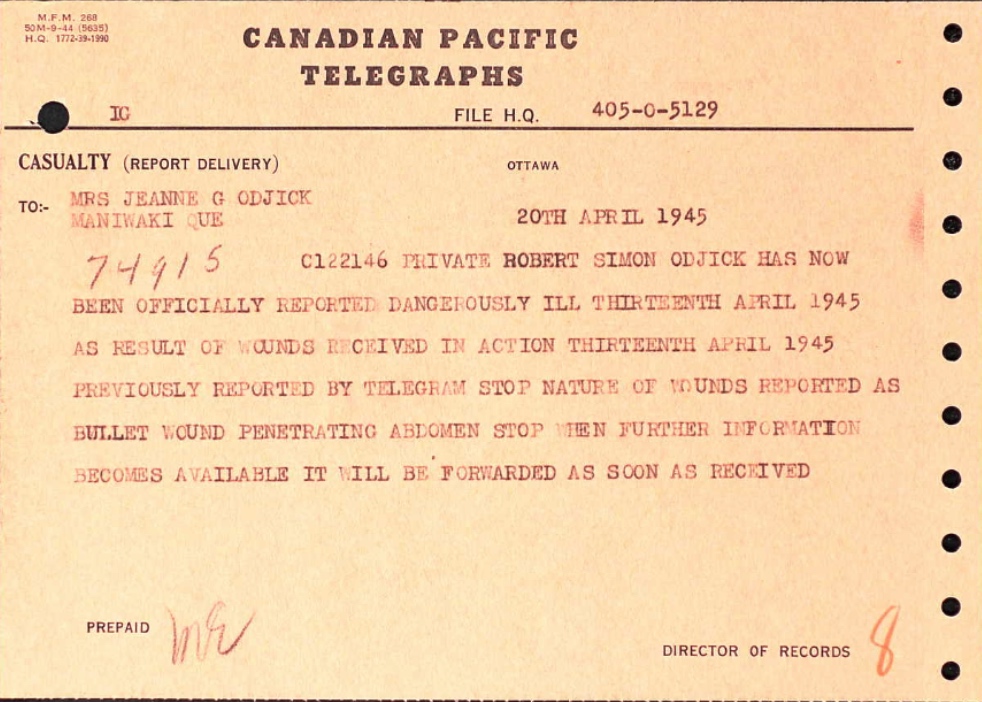 M.F.M. 268
50M-9-44 (5635)
H.Q. 1772-39-1990
CANADIAN PACIFIC
TELEGRAPHS
IG FILE H.Q. 405-O-5129
CASUALTY (REPORT DELIVERY) OTTAWA
TO:- MRS JEANNE G ODJICK
MANIWAKI QUE 20TH APRIL 1945
74915 C122146 PRIVATE ROBERT SIMON ODJICK HAS NOW
BEEN OFFICIALLY REPORTED DANGEROUSLY ILL THIRTEENTH APRIL 1945
AS RESULT OF WOUNDS RECEIVED IN ACTION THIRTEENTH APRIL 1945
PREVIOUSLY REPORTED BY TELEGRAM STOP NATURE OF WOUNDS REPORTED AS
BULLET WOUND PENETRATING ABDOMEN STOP WHEN FURTHER INFORMATION
BECOMES AVAILABLE IT WILL BE FORWARDED AS SOON AS RECEIVED
PREPAID
DIRECTOR OF RECORDS 8